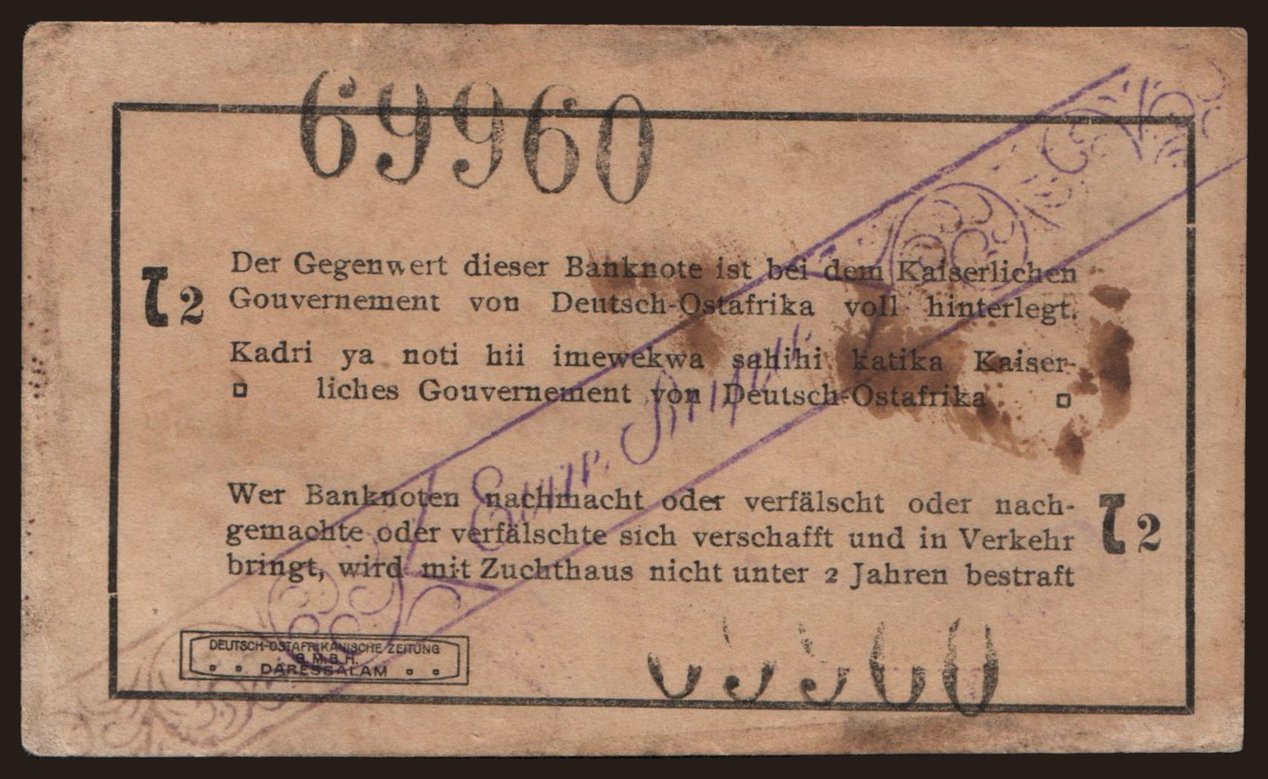 69960
Der Gegenwert dieser Banknote ist bei dem Kaiserlichen
Gouvernement von Deutsch-Ostafrika voll hinterlegt.
Kadri ya noti hii imewekwa sahihi katika Kaiser-
liches Gouvernement von Deutsch-Ostafrika
Wer Banknoten nachmacht oder verfälscht oder nach-
gemachte oder verfälschte sich verschafft und in Verkehr
bringt, wird mit Zuchthaus nicht unter 2 Jahren bestraft
2
2
DEUTSCH-OSTAFRIKANISCHE ZEITUNG
G.M.B.H.
DARESSALAM